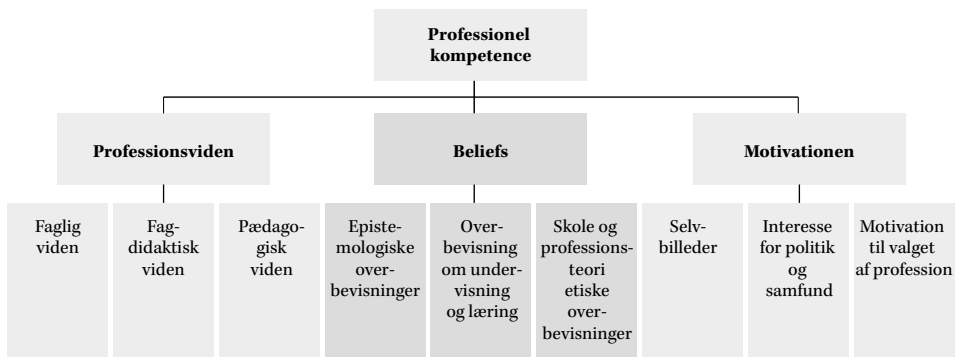 Professionel
kompetence
Professionsviden
Beliefs
Motivationen
Faglig
viden
Fag-
didaktisk
viden
Pædago-
gisk
viden
Episte-
mologiske
over-
bevisninger
Over-
bevisning
om under-
visning
og læring
Skole og
professions-
teori
etiske
over-
bevisninger
Selv-
billeder
Interesse
for politik
og
samfund
Motivation
til valget
af profession